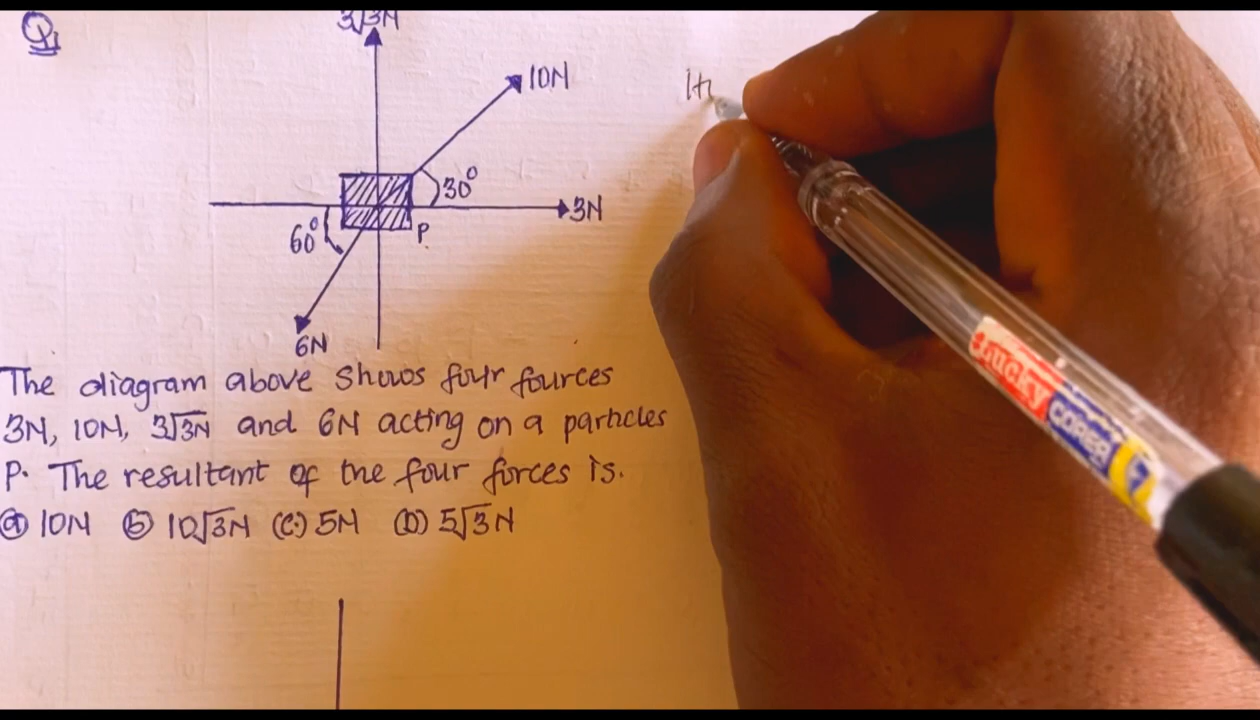 Q1
3√3N
10N
30°
3N
60°
P
6N
The diagram above shows four fources
3N, 10N, 3√3N and 6N acting on a particles
P. The resultant of the four forces is.
(a) 10N (b) 10√3N (C.) 5N (D) 5√3N
Lucky